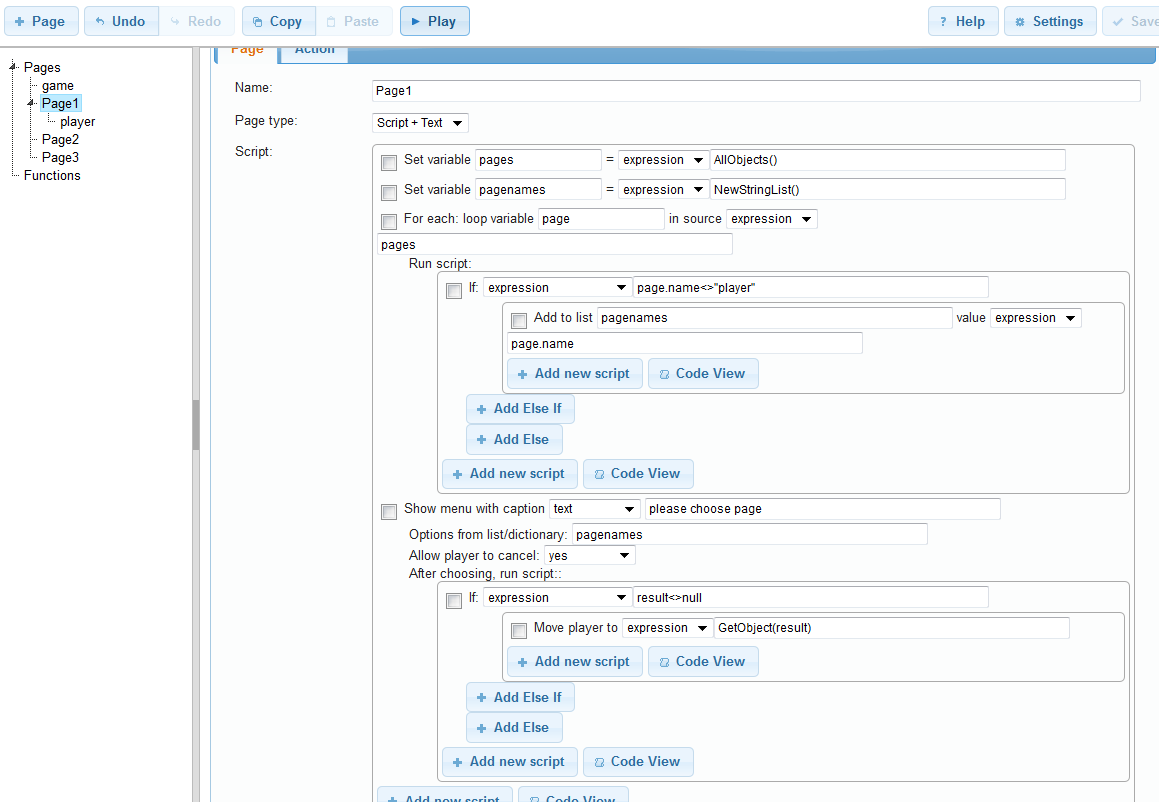 Page Undo Redo Copy Paste Play Help Settings Save
Pages
game
Page1
player
Page2
Page3
Functions
Page Action
Name: Page1
Page type: Script + Text
Script:
Set variable pages = expression AllObjects()
Set variable pagenames = expression NewStringList()
For each: loop variable page in source expression
pages
Run script:
If: expression page.name<>"player"
Add to list pagenames value expression
page.name
Add new script Code View
Add Else If
Add Else
Add new script Code View
Show menu with caption text please choose page
Options from list/dictionary: pagenames
Allow player to cancel: yes
After choosing, run script::
If: expression result<>null
Move player to expression GetObject(result)
Add new script Code View
Add Else If
Add Else
Add new script Code View
Add new script Code View